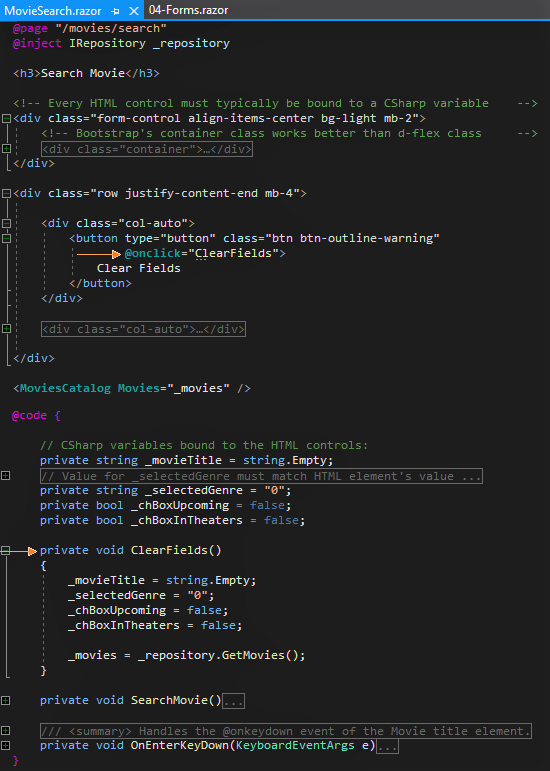 MovieSearch.razor 04-Forms.razor
@page "/movies/search"
@inject IRepository _repository
<h3>Search Movie</h3>
<!-- Every HTML control must typically be bound to a CSharp variable -->
<div class="form-control align-items-center bg-light mb-2">
<!-- Bootstrap's container class works better than d-flex class -->
<div class="container">…</div>
</div>
<div class="row justify-content-end mb-4">
<div class="col-auto">
<button type="button" class="btn btn-outline-warning"
@onclick="ClearFields">
Clear Fields
</button>
</div>
<div class="col-auto">…</div>
</div>
<MoviesCatalog Movies="_movies" />
@code {
// CSharp variables bound to the HTML controls:
private string _movieTitle = string.Empty;
// Value for _selectedGenre must match HTML element's value ...
private string _selectedGenre = "0";
private bool _chBoxUpcoming = false;
private bool _chBoxInTheaters = false;
private void ClearFields()
{
_movieTitle = string.Empty;
_selectedGenre = "0";
_chBoxUpcoming = false;
_chBoxInTheaters = false;
_movies = _repository.GetMovies();
}
private void SearchMovie()...
/// <summary> Handles the @onkeydown event of the Movie title element.
private void OnEnterKeyDown(KeyboardEventArgs e)...
}